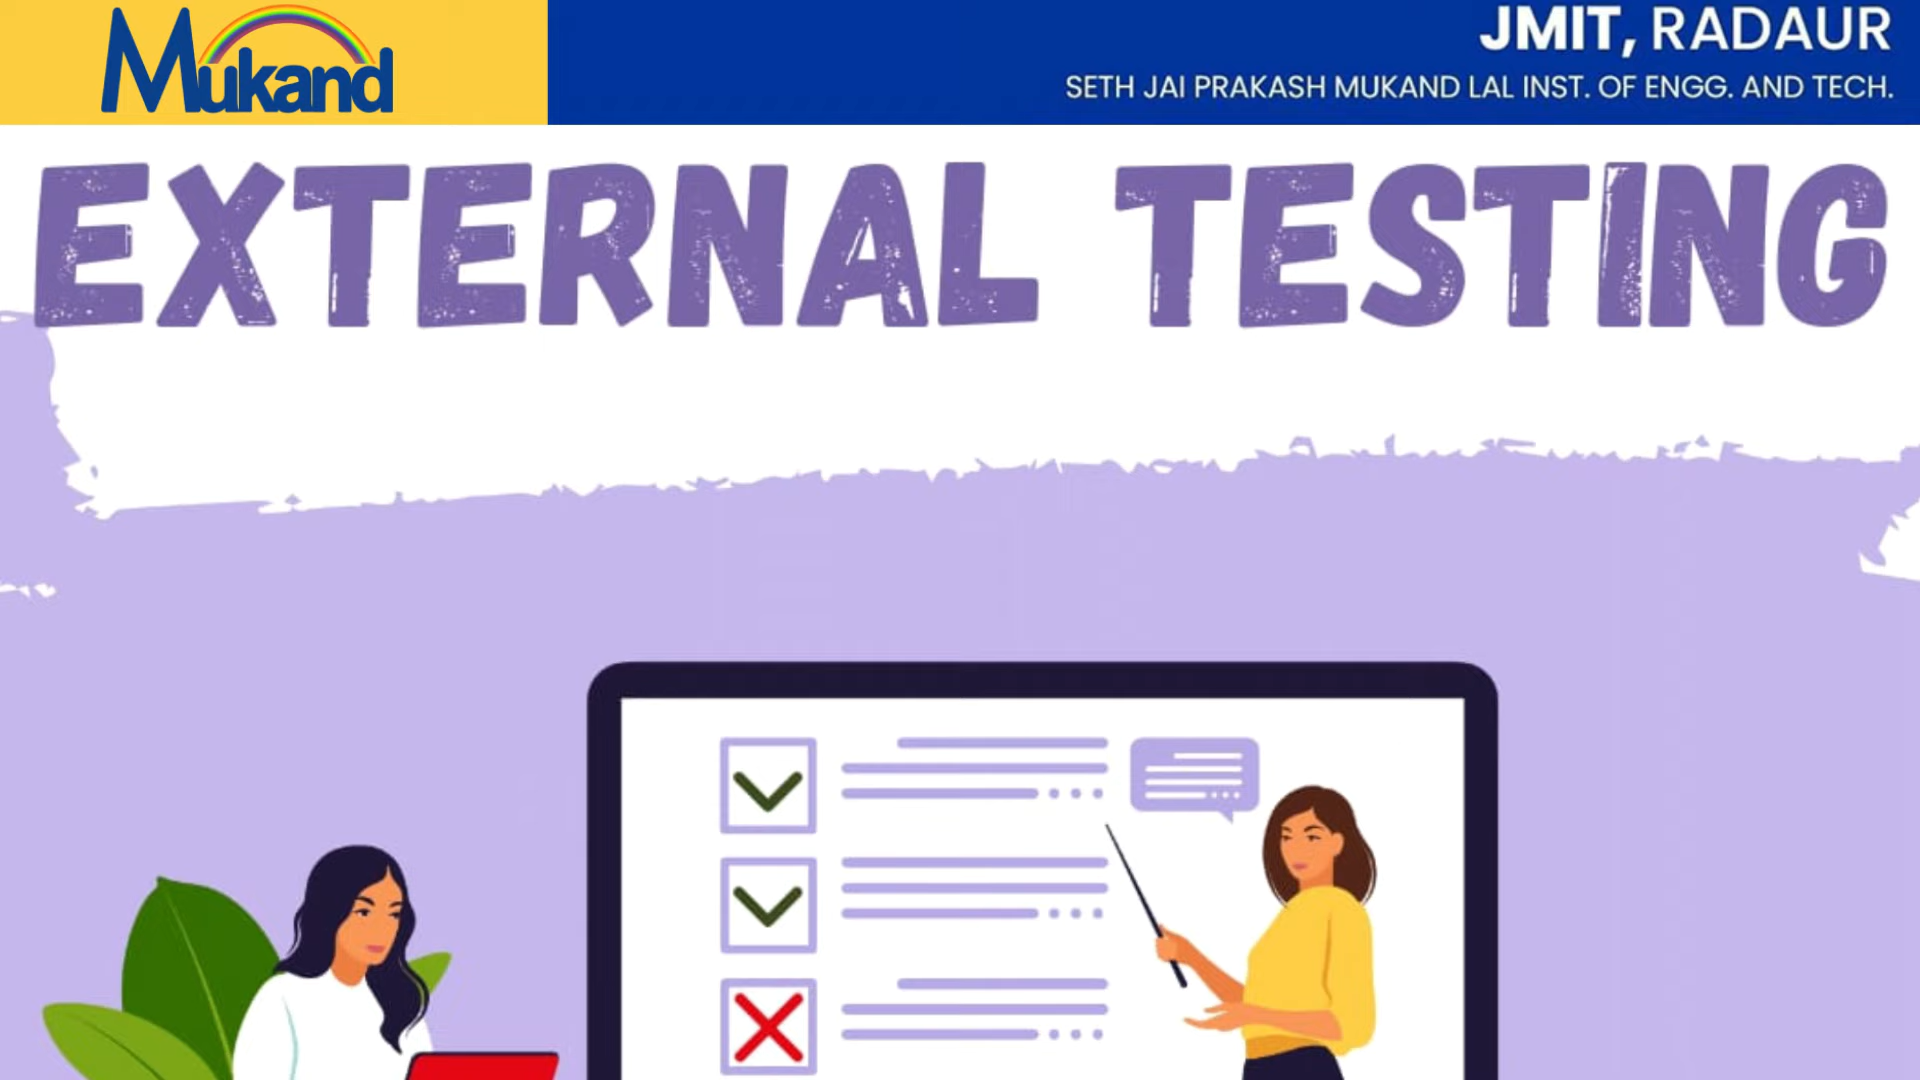 Mukand
JMIT, RADAUR
SETH JAI PRAKASH MUKAND LAL INST. OF ENGG. AND TECH.
EXTERNAL TESTING